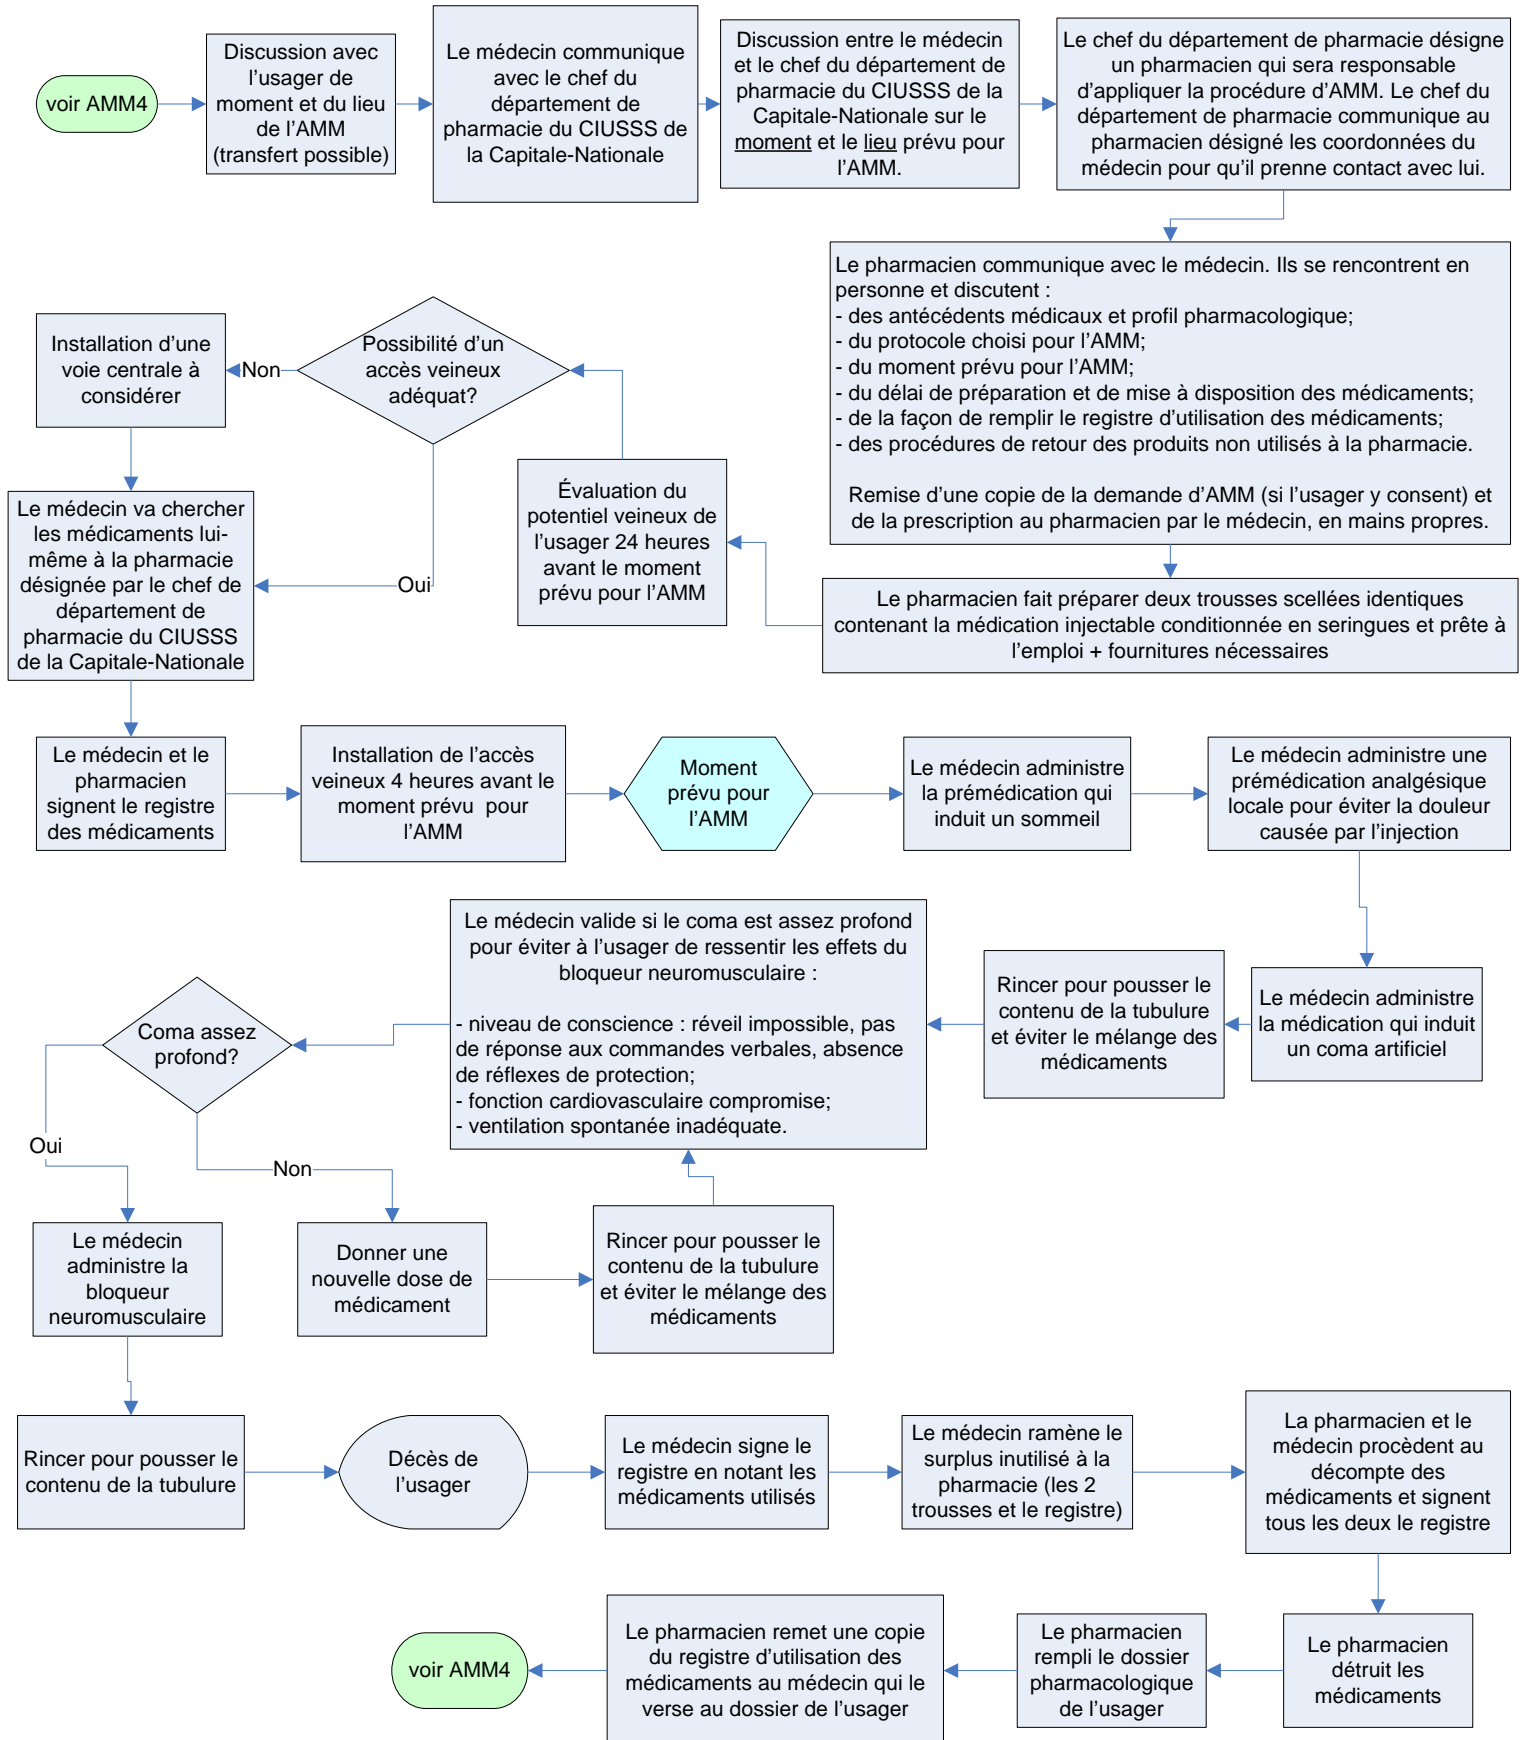 voir AMM4
Discussion avec
l’usager de
moment et du lieu
de l’AMM
(transfert possible)
Le médecin communique
avec le chef du
département de
pharmacie du CIUSSS de
la Capitale-Nationale
Discussion entre le médecin
et le chef du département de
pharmacie du CIUSSS de la
Capitale-Nationale sur le
moment et le lieu prévu pour
l’AMM.
Le chef du département de pharmacie désigne
un pharmacien qui sera responsable
d’appliquer la procédure d’AMM. Le chef du
département de pharmacie communique au
pharmacien désigné les coordonnées du
médecin pour qu’il prenne contact avec lui.
Le pharmacien communique avec le médecin. Ils se rencontrent en
personne et discutent :
- des antécédents médicaux et profil pharmacologique;
- du protocole choisi pour l’AMM;
- du moment prévu pour l’AMM;
- du délai de préparation et de mise à disposition des médicaments;
- de la façon de remplir le registre d’utilisation des médicaments;
- des procédures de retour des produits non utilisés à la pharmacie.
Remise d’une copie de la demande d’AMM (si l’usager y consent) et
de la prescription au pharmacien par le médecin, en mains propres.
Le pharmacien fait préparer deux trousses scellées identiques
contenant la médication injectable conditionnée en seringues et prête à
l’emploi + fournitures nécessaires
Évaluation du
potentiel veineux de
l’usager 24 heures
avant le moment
prévu pour l’AMM
Possibilité d’un
accès veineux
adéquat?
Non
Installation d’une
voie centrale à
considérer
Oui
Le médecin va chercher
les médicaments lui-
même à la pharmacie
désignée par le chef de
département de
pharmacie du CIUSSS
de la Capitale-Nationale
Le médecin et le
pharmacien
signent le registre
des médicaments
Installation de l’accès
veineux 4 heures avant le
moment prévu pour
l’AMM
Moment
prévu pour
l’AMM
Le médecin administre
la prémédication qui
induit un sommeil
Le médecin administre une
prémédication analgésique
locale pour éviter la douleur
causée par l’injection
Le médecin administre
la médication qui induit
un coma artificiel
Rincer pour pousser le
contenu de la tubulure
et éviter le mélange des
médicaments
Le médecin valide si le coma est assez profond
pour éviter à l’usager de ressentir les effets du
bloqueur neuromusculaire :
- niveau de conscience : réveil impossible, pas
de réponse aux commandes verbales, absence
de réflexes de protection;
- fonction cardiovasculaire compromise;
- ventilation spontanée inadéquate.
Coma assez
profond?
Oui
Non
Le médecin
administre la
bloqueur
neuromusculaire
Donner une
nouvelle dose de
médicament
Rincer pour pousser le
contenu de la tubulure
et éviter le mélange des
médicaments
Rincer pour pousser le
contenu de la tubulure
Décès de
l’usager
Le médecin signe le
registre en notant les
médicaments utilisés
Le médecin ramène le
surplus inutilisé à la
pharmacie (les 2
trousses et le registre)
La pharmacien et le
médecin procèdent au
décompte des
médicaments et signent
tous les deux le registre
Le pharmacien
détruit les
médicaments
Le pharmacien
rempli le dossier
pharmacologique
de l’usager
Le pharmacien remet une copie
du registre d’utilisation des
médicaments au médecin qui le
verse au dossier de l’usager
voir AMM4